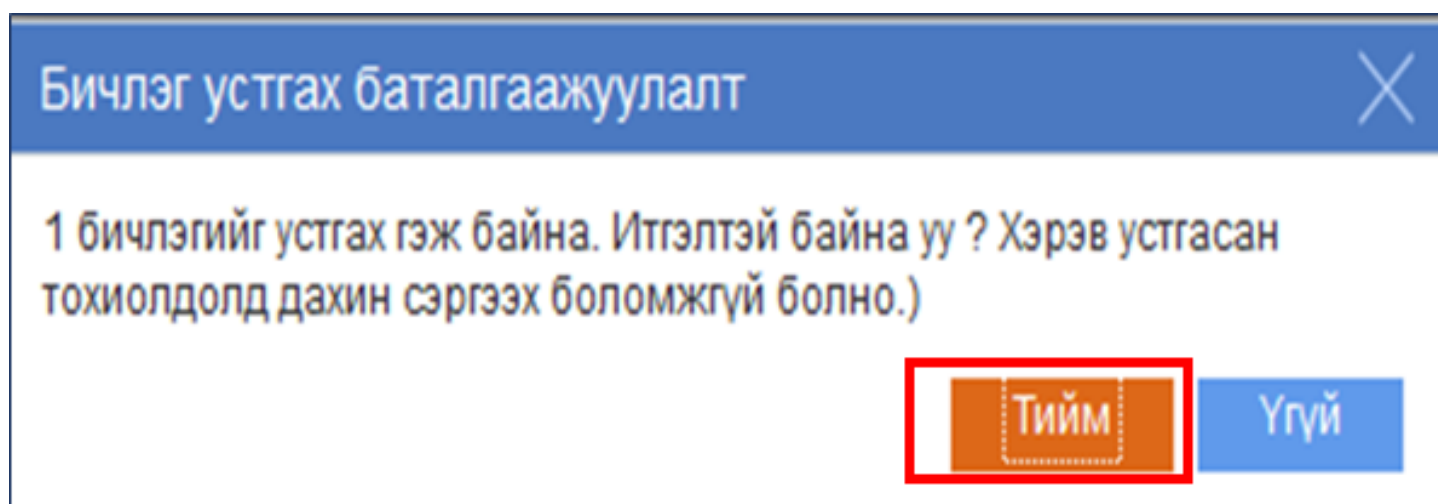 Бичлэг устгах баталгаажуулалт
1 бичлэгийг устгах гэж байна. Итгэлтэй байна уу ? Хэрэв устгасан
тохиолдолд дахин сэргээх боломжгүй болно.)
Тийм Үгүй